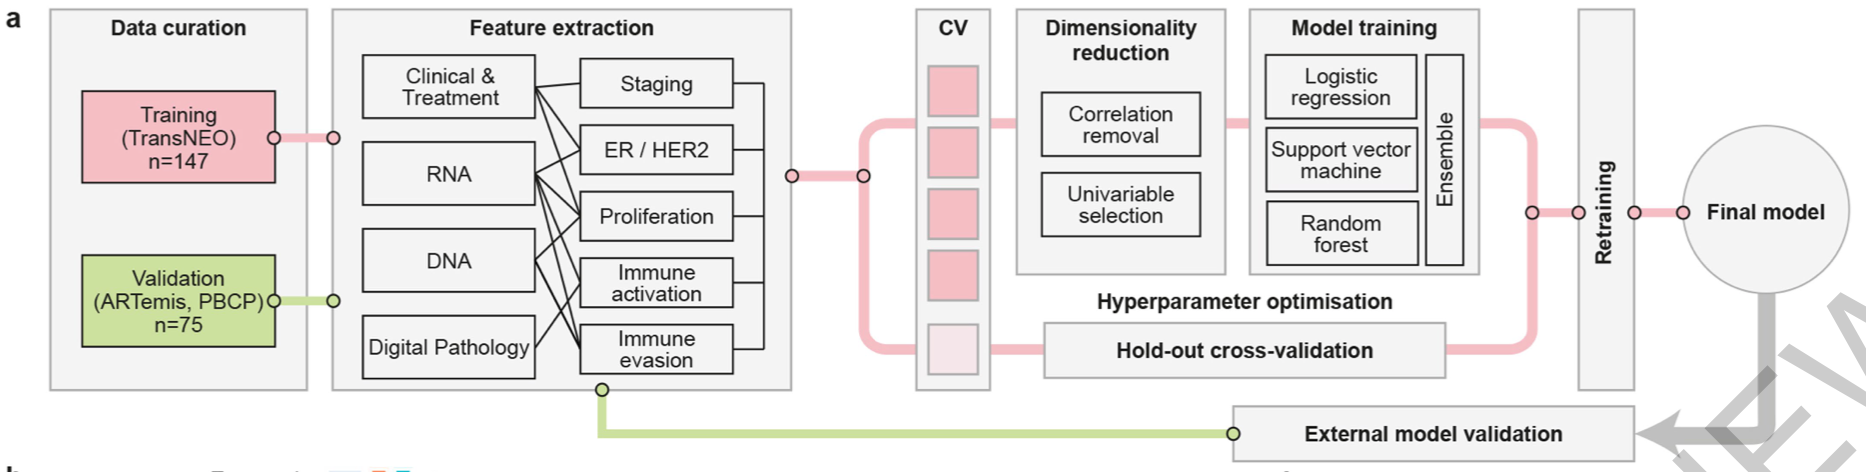 a
Data curation
Training
(TransNEO)
n=147
Validation
(ARTemis, PBCP)
n=75
Feature extraction
Clinical &
Treatment
RNA
DNA
Digital Pathology
Staging
ER / HER2
Proliferation
Immune
activation
Immune
evasion
CV
Dimensionality
reduction
Correlation
removal
Univariable
selection
Model training
Logistic
regression
Support vector
machine
Random
forest
Ensemble
Hyperparameter optimisation
Hold-out cross-validation
Retraining
Final model
External model validation